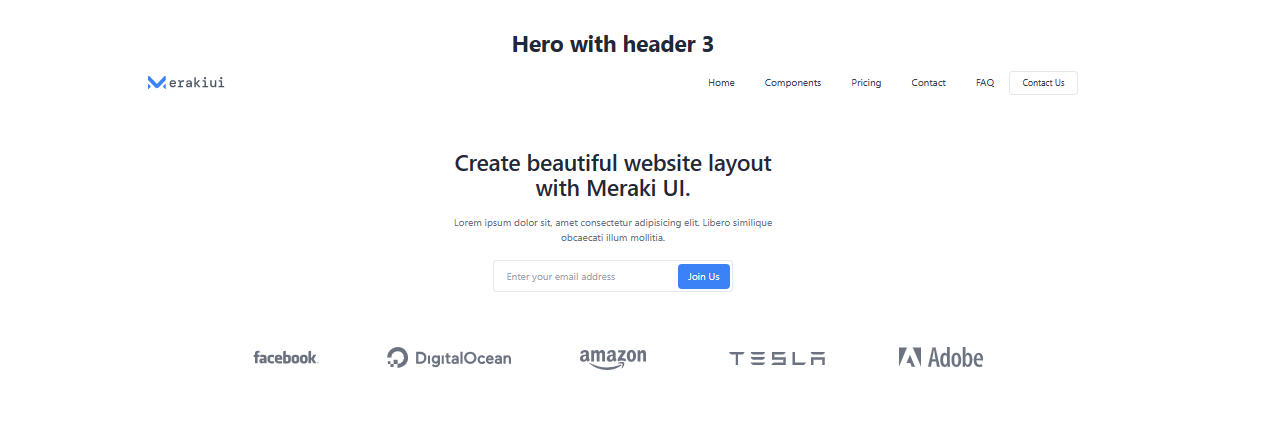 Hero with header 3
erakiui
Home Components Pricing Contact FAQ Contact Us
Create beautiful website layout
with Meraki UI.
Lorem ipsum dolor sit, amet consectetur adipisicing elit. Libero similique
obcaecati illum mollitia.
Enter your email address Join Us
facebook. DigitalOcean amazon TESLA Adobe